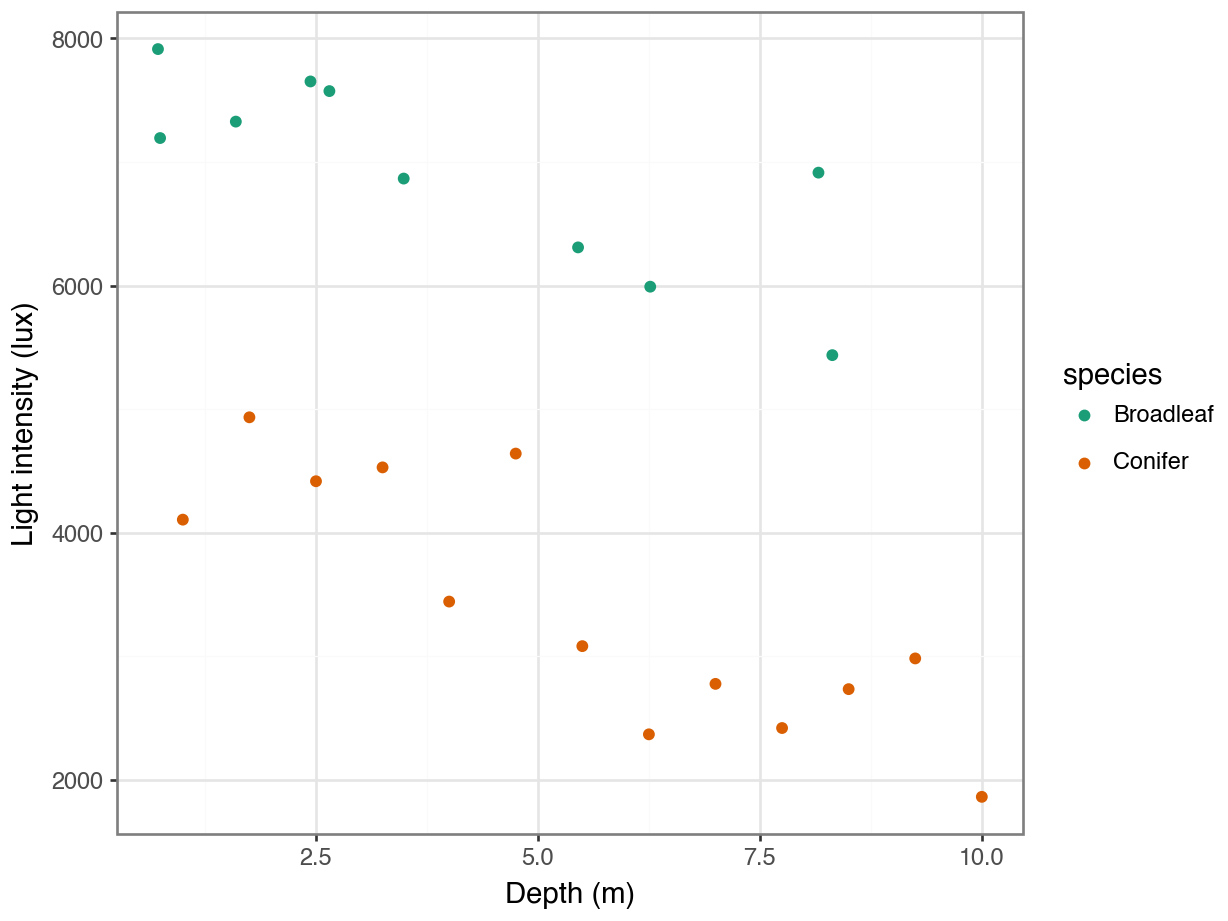 8000
6000
4000
2000
2.5 5.0 7.5 10.0
Depth (m)
Light intensity (lux)
species
Broadleaf
Conifer